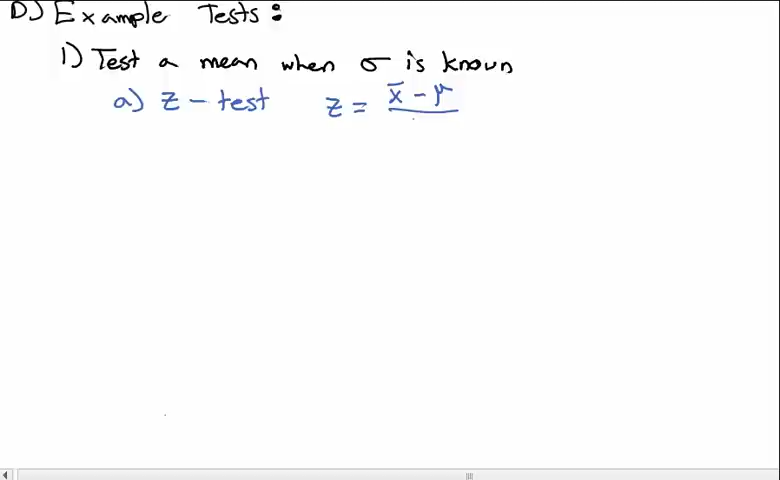 D) Example Tests:
1) Test a mean when σ is known
a) z - test z = x̄ - μ